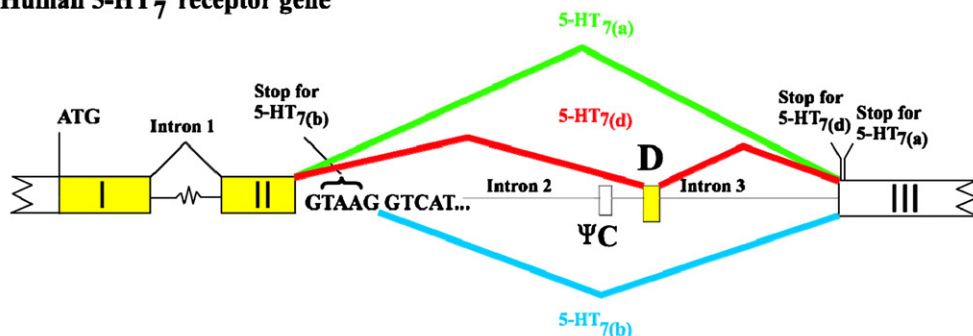 Human 5-HT7 receptor gene
5-HT7(a)
ATG
Intron 1
Stop for
5-HT7(b)
5-HT7(d)
Stop for
5-HT7(d)
Stop for
5-HT7(a)
D
I
II
GTAAG GTCAT...
Intron 2
Intron 3
III
ΨC
5-HT7(b)